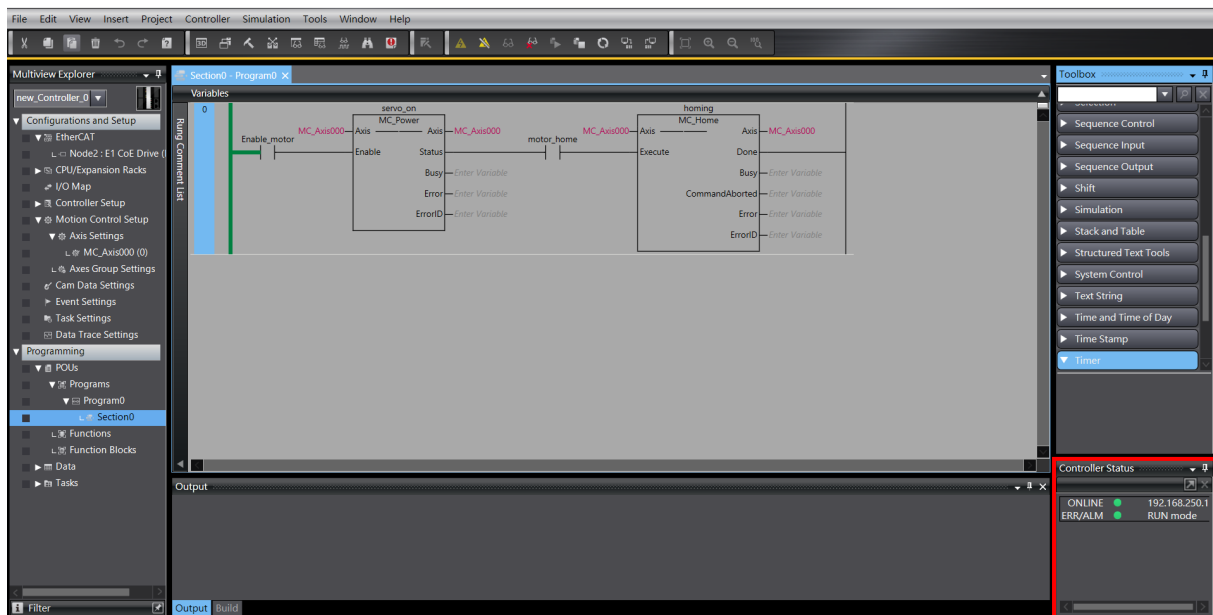 File Edit View Insert Project Controller Simulation Tools Window Help
Multiview Explorer
new_Controller_0
Configurations and Setup
EtherCAT
Node2 : E1 CoE Drive (
CPU/Expansion Racks
I/O Map
Controller Setup
Motion Control Setup
Axis Settings
MC_Axis000 (0)
Axes Group Settings
Cam Data Settings
Event Settings
Task Settings
Data Trace Settings
Programming
POUs
Programs
Program0
Section0
Functions
Function Blocks
Data
Tasks
Filter
Section0 - Program0
Variables
Rung Comment List
0
servo_on
MC_Power
MC_Axis000 Axis Axis MC_Axis000
Enable_motor
Enable Status
Busy Enter Variable
Error Enter Variable
ErrorID Enter Variable
motor_home
homing
MC_Home
MC_Axis000 Axis Axis MC_Axis000
Execute Done
Busy Enter Variable
CommandAborted Enter Variable
Error Enter Variable
ErrorID Enter Variable
Output
Output Build
Toolbox
Selection
Sequence Control
Sequence Input
Sequence Output
Shift
Simulation
Stack and Table
Structured Text Tools
System Control
Text String
Time and Time of Day
Time Stamp
Timer
Controller Status
ONLINE 192.168.250.1
ERR/ALM RUN mode